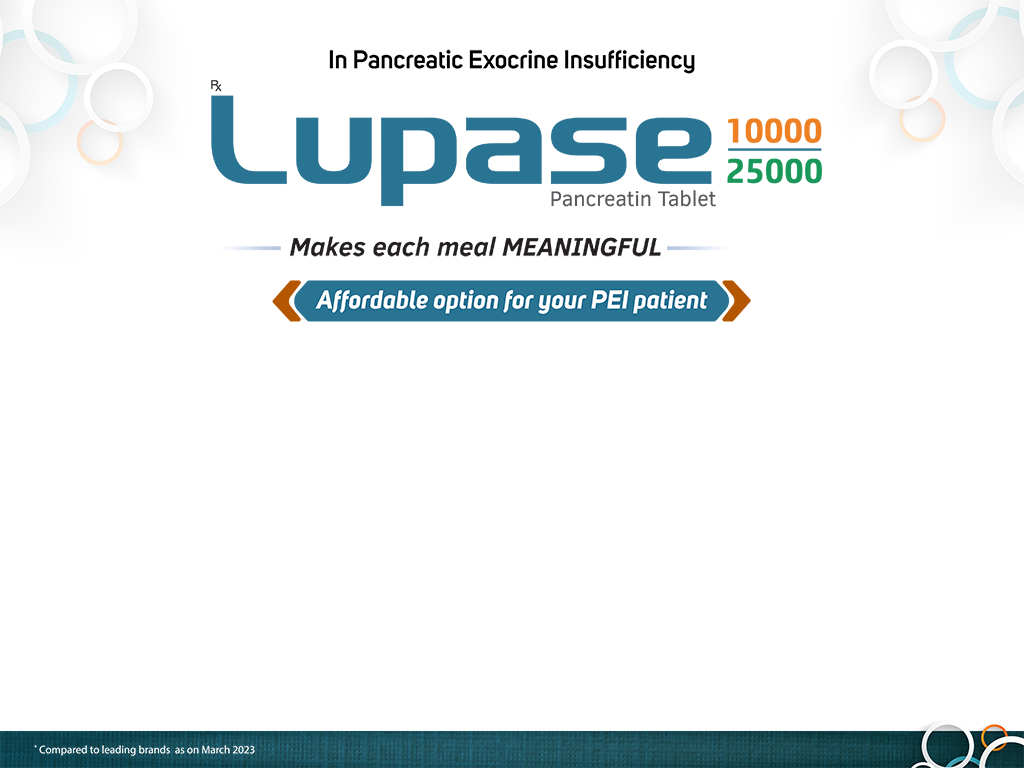 In Pancreatic Exocrine Insufficiency
Rx
Lupase
10000
25000
Pancreatin Tablet
Makes each meal MEANINGFUL
Affordable option for your PEI patient
* Compared to leading brands as on March 2023